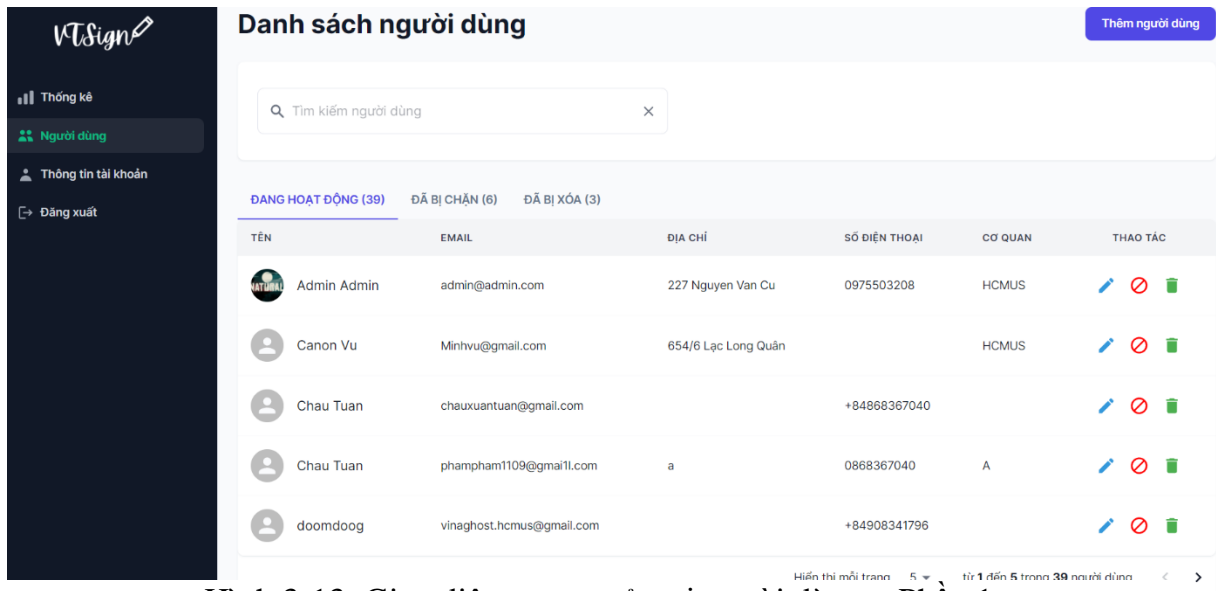 VTSign
Danh sách người dùng
Thêm người dùng
Thống kê
Người dùng
Thông tin tài khoản
Đăng xuất
Tìm kiếm người dùng
ĐANG HOẠT ĐỘNG (39) ĐÃ BỊ CHẶN (6) ĐÃ BỊ XÓA (3)
TÊN EMAIL ĐỊA CHỈ SỐ ĐIỆN THOẠI CƠ QUAN THAO TÁC
NATURAL
Admin Admin admin@admin.com 227 Nguyen Van Cu 0975503208 HCMUS
Canon Vu Minhvu@gmail.com 654/6 Lạc Long Quân HCMUS
Chau Tuan chauxuantuan@gmail.com +84868367040
Chau Tuan phampham1109@gmai1l.com a 0868367040 A
doomdoog vinaghost.hcmus@gmail.com +84908341796
Hiển thị mỗi trang 5 từ 1 đến 5 trong 39 người dùng